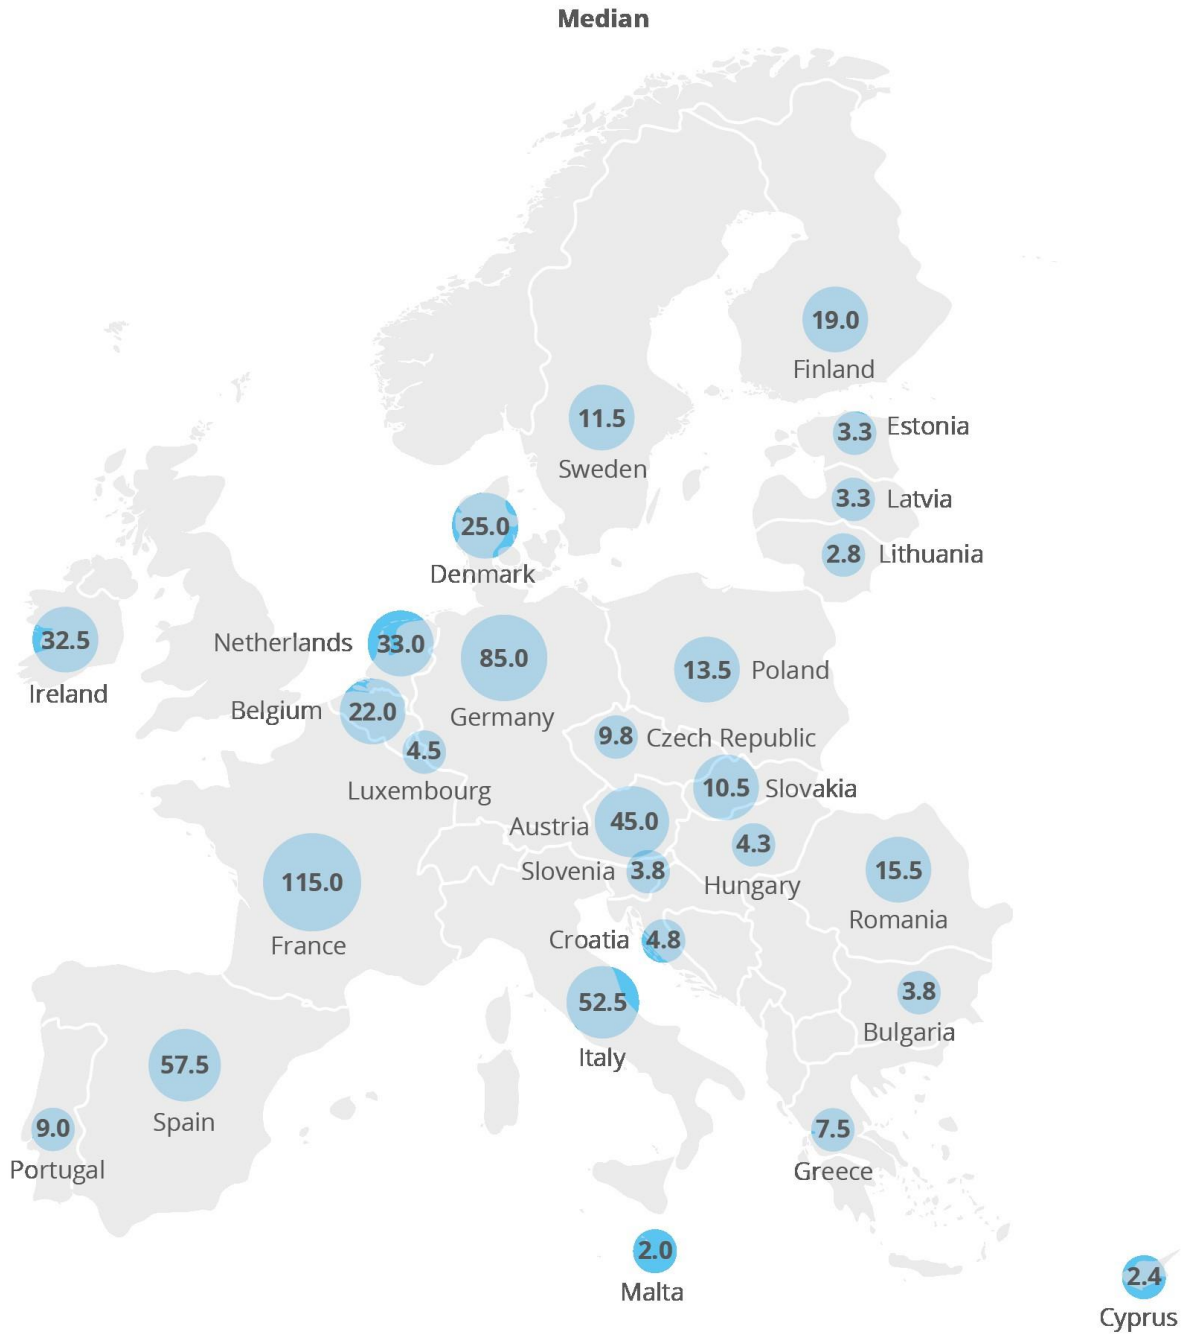 Median
19.0
Finland
11.5
Sweden
3.3 Estonia
3.3 Latvia
2.8 Lithuania
25.0
Denmark
32.5
Ireland
Netherlands 33.0
85.0
Germany
13.5 Poland
Belgium 22.0
4.5
Luxembourg
9.8 Czech Republic
10.5 Slovakia
Austria 45.0
4.3
Hungary
Slovenia 3.8
115.0
France
15.5
Romania
Croatia 4.8
52.5
Italy
3.8
Bulgaria
57.5
Spain
9.0
Portugal
7.5
Greece
2.0
Malta
2.4
Cyprus